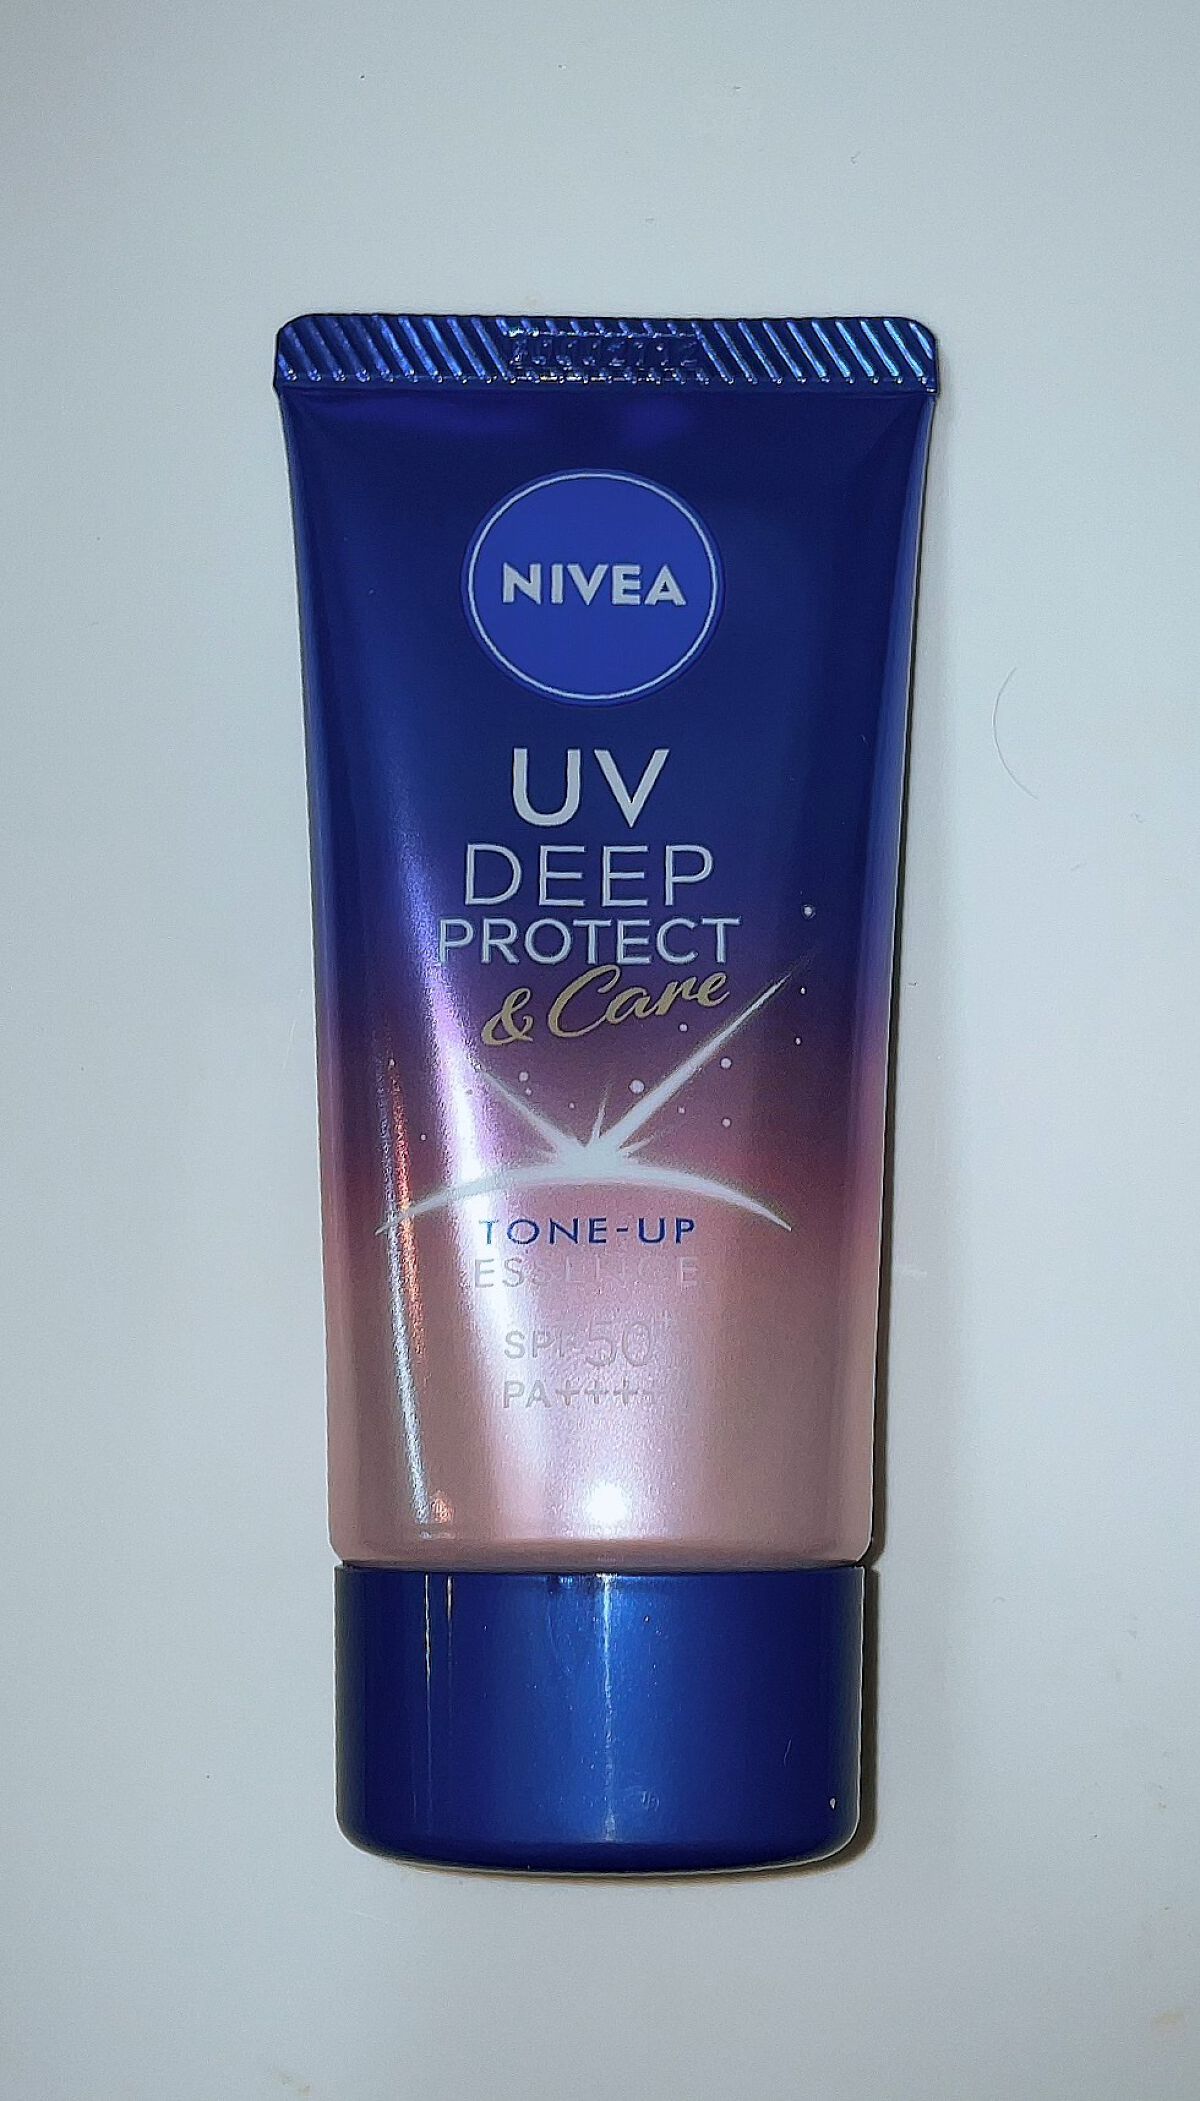 NIVEA
UV
DEEP
PROTECT
& Care
TONE-UP
ESSENCE
SPF50+
PA++++